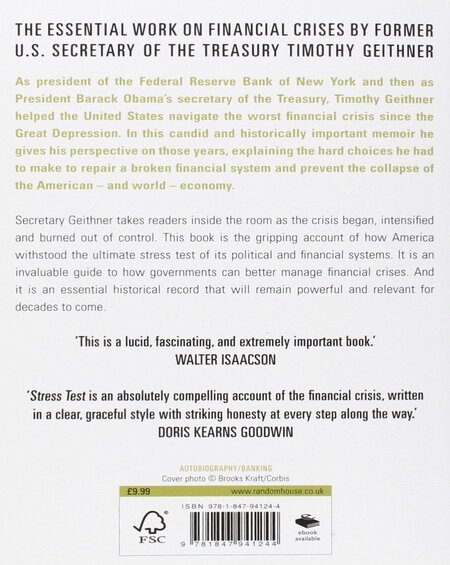 THE ESSENTIAL WORK ON FINANCIAL CRISES BY FORMER
U.S. SECRETARY OF THE TREASURY TIMOTHY GEITHNER
As president of the Federal Reserve Bank of New York and then as
President Barack Obama's secretary of the Treasury, Timothy Geithner
helped the United States navigate the worst financial crisis since the
Great Depression. In this candid and historically important memoir he
gives his perspective on those years, explaining the hard choices he had
to make to repair a broken financial system and prevent the collapse of
the American – and world – economy.
Secretary Geithner takes readers inside the room as the crisis began, intensified
and burned out of control. This book is the gripping account of how America
withstood the ultimate stress test of its political and financial systems. It is an
invaluable guide to how governments can better manage financial crises. And
it is an essential historical record that will remain powerful and relevant for
decades to come.
'This is a lucid, fascinating, and extremely important book.'
WALTER ISAACSON
'Stress Test is an absolutely compelling account of the financial crisis, written
in a clear, graceful style with striking honesty at every step along the way.'
DORIS KEARNS GOODWIN
AUTOBIOGRAPHY/BANKING
Cover photo © Brooks Kraft/Corbis
£9.99 www.randomhouse.co.uk
ISBN 978-1-847-94124-4
FSC
9 781847 941244
ebook
available